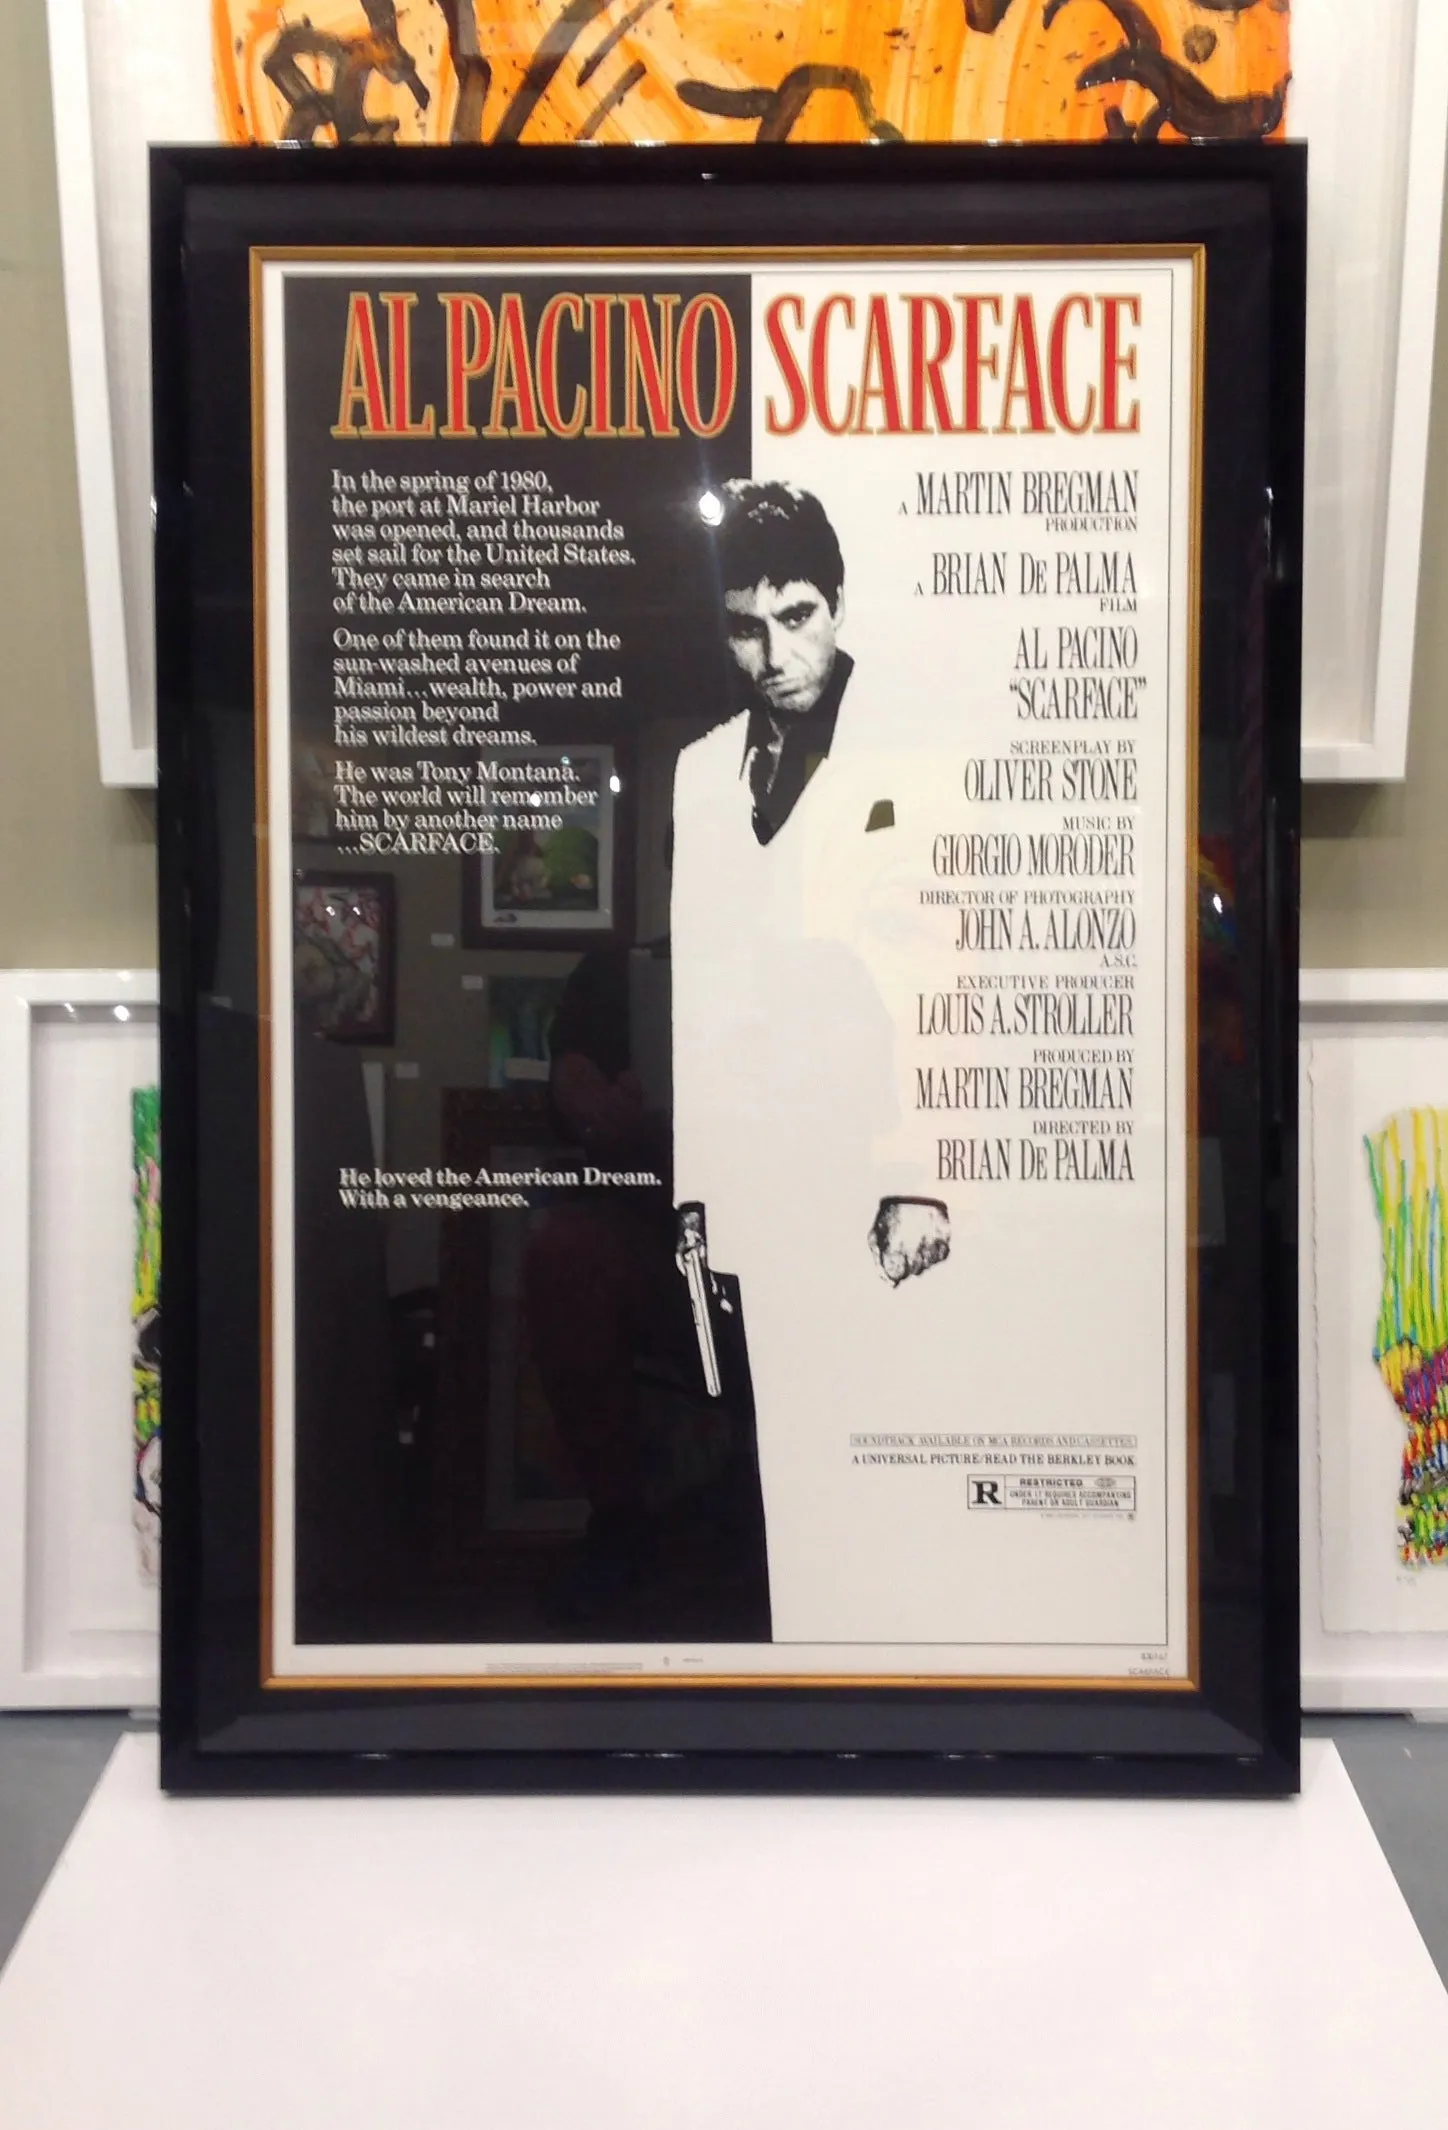 AL PACINO SCARFACE
In the spring of 1980,
the port at Mariel Harbor
was opened, and thousands
set sail for the United States.
They came in search
of the American Dream.
One of them found it on the
sun-washed avenues of
Miami...wealth, power and
passion beyond
his wildest dreams.
He was Tony Montana.
The world will remember
him by another name
...SCARFACE.
He loved the American Dream.
With a vengeance.
A MARTIN BREGMAN
PRODUCTION
A BRIAN DE PALMA
FILM
AL PACINO
“SCARFACE”
SCREENPLAY BY
OLIVER STONE
MUSIC BY
GIORGIO MORODER
DIRECTOR OF PHOTOGRAPHY
JOHN A. ALONZO
A.S.C.
EXECUTIVE PRODUCER
LOUIS A. STROLLER
PRODUCED BY
MARTIN BREGMAN
DIRECTED BY
BRIAN DE PALMA
SOUNDTRACK AVAILABLE ON MCA RECORDS AND CASSETTES
A UNIVERSAL PICTURE/READ THE BERKLEY BOOK
R RESTRICTED
UNDER 17 REQUIRES ACCOMPANYING
PARENT OR ADULT GUARDIAN
SCARFACE